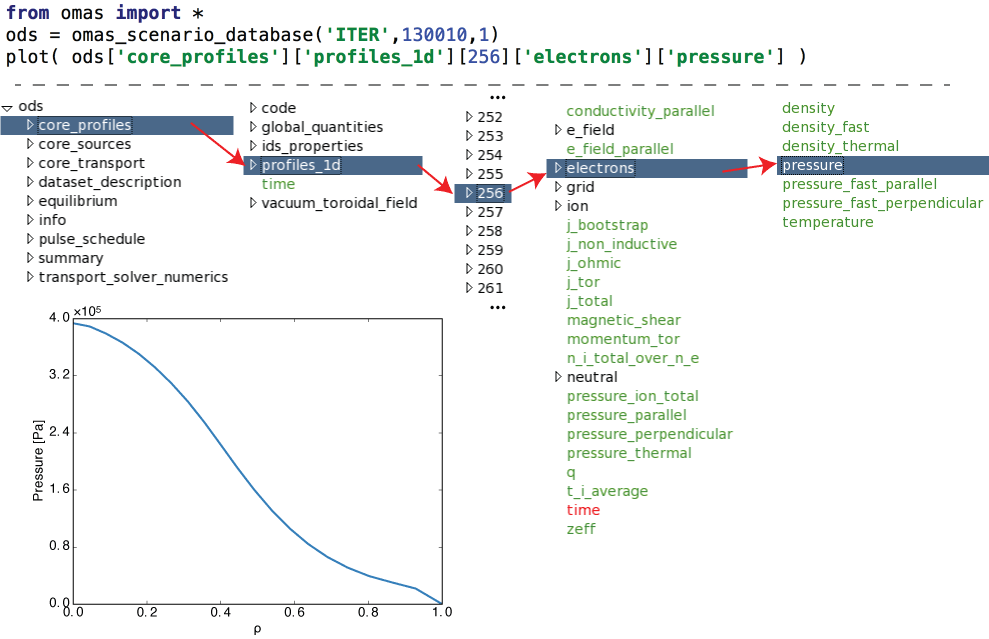 from omas import *
ods = omas_scenario_database('ITER',130010,1)
plot( ods['core_profiles']['profiles_1d'][256]['electrons']['pressure'] )
ods
core_profiles
core_sources
core_transport
dataset_description
equilibrium
info
pulse_schedule
summary
transport_solver_numerics
code
global_quantities
ids_properties
profiles_1d
time
vacuum_toroidal_field
...
252
253
254
255
256
257
258
259
260
261
...
conductivity_parallel
e_field
e_field_parallel
electrons
grid
ion
j_bootstrap
j_non_inductive
j_ohmic
j_tor
j_total
magnetic_shear
momentum_tor
n_i_total_over_n_e
neutral
pressure_ion_total
pressure_parallel
pressure_perpendicular
pressure_thermal
q
t_i_average
time
zeff
density
density_fast
density_thermal
pressure
pressure_fast_parallel
pressure_fast_perpendicular
temperature
×10⁵
4.0
3.2
2.4
1.6
0.8
0.0
Pressure [Pa]
0.0 0.2 0.4 0.6 0.8 1.0
ρ